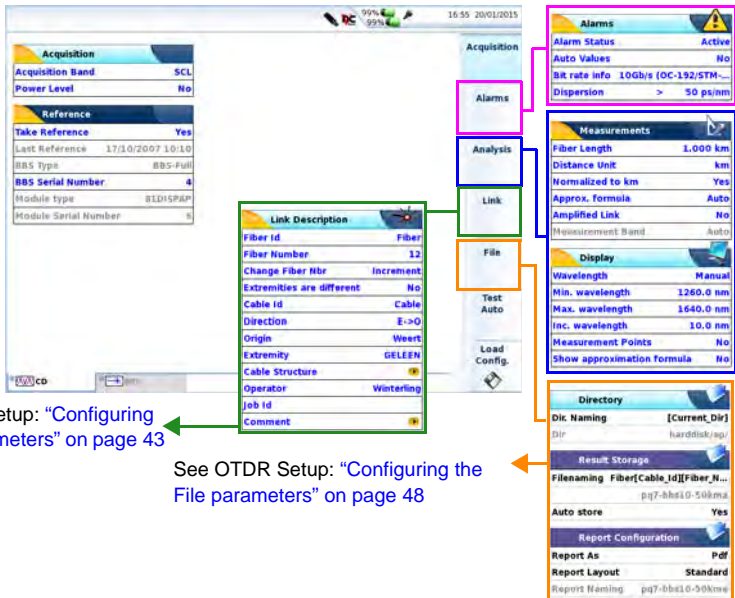 99%
99%
16:55 20/01/2015
Acquisition
Acquisition Band SCL
Power Level No
Reference
Take Reference Yes
Last Reference 17/10/2007 10:10
BBS Type BBS-Full
BBS Serial Number 4
Module type 81DISPAP
Module Serial Number 6
CD
Acquisition
Alarms
Analysis
Link
File
Test
Auto
Load
Config.
Link Description
Fiber Id Fiber
Fiber Number 12
Change Fiber Nbr Increment
Extremities are different No
Cable Id Cable
Direction E->O
Origin Weert
Extremity GELEEN
Cable Structure
Operator Winterling
Job Id
Comment
Alarms
Alarm Status Active
Auto Values No
Bit rate info 10Gb/s (OC-192/STM-...
Dispersion > 50 ps/nm
Measurements
Fiber Length 1.000 km
Distance Unit km
Normalized to km Yes
Approx. formula Auto
Amplified Link No
Measurement Band Auto
Display
Wavelength Manual
Min. wavelength 1260.0 nm
Max. wavelength 1640.0 nm
Inc. wavelength 10.0 nm
Measurement Points No
Show approximation formula No
Directory
Dir. Naming [Current_Dir]
Dir harddisk/ap/
Result Storage
Filenaming Fiber[Cable_Id][Fiber_N...
pq7-bbs10-50kma
Auto store Yes
Report Configuration
Report As Pdf
Report Layout Standard
Report Naming pq7-bbs10-50kma
etup: “Configuring
meters” on page 43
See OTDR Setup: “Configuring the
File parameters” on page 48